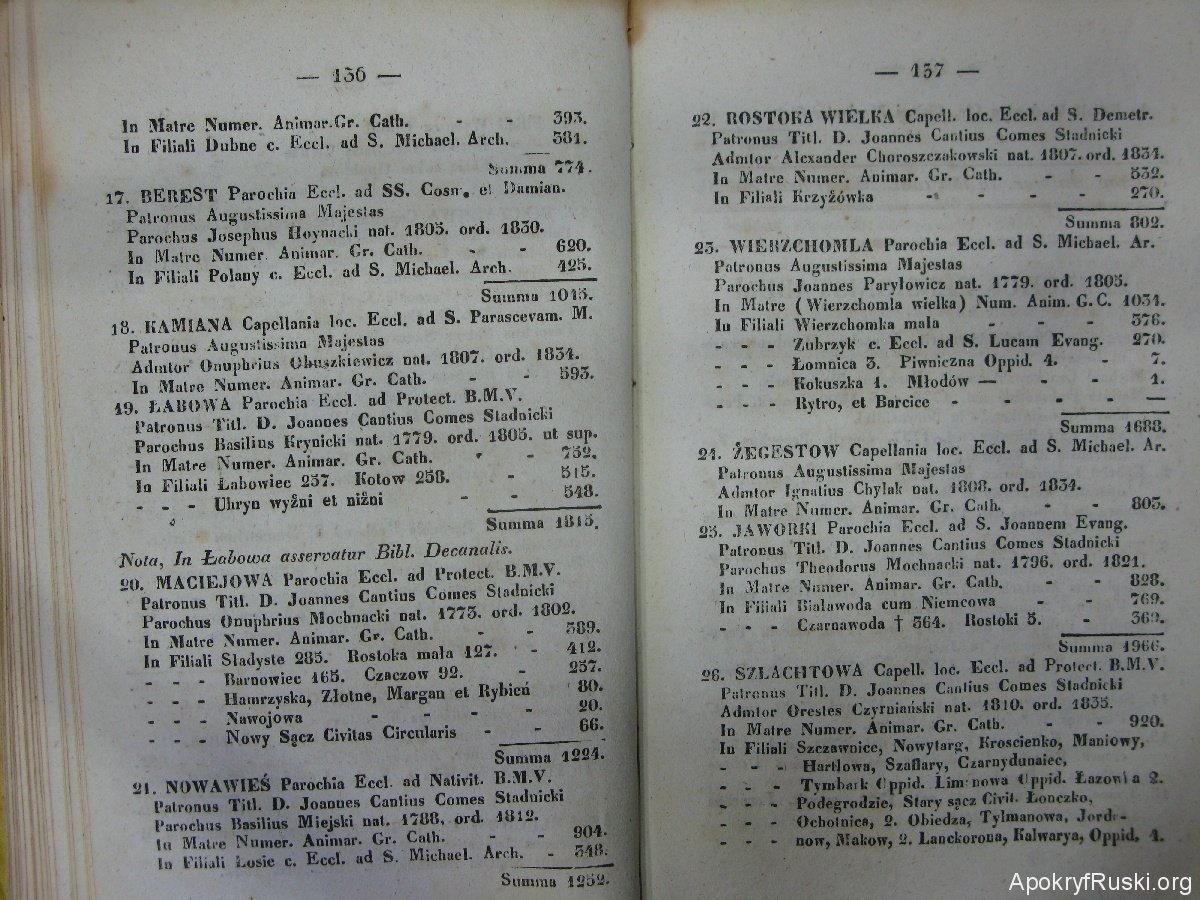 — 136 —
In Matre Numer. Animar. Gr. Cath. - - 393.
In Filiali Dubne c. Eccl. ad S. Michael. Arch. 381.
Summa 774.
17. BEREST Parochia Eccl. ad SS. Cosm. et Damian.
Patronus Augustissima Majestas
Parochus Josephus Hoynacki nat. 1805. ord. 1830.
In Matre Numer. Animar. Gr. Cath. - - 620.
In Filiali Polany c. Eccl. ad S. Michael. Arch. 425.
Summa 1045.
18. KAMIANA Capellania loc. Eccl. ad S. Parascevam. M.
Patronus Augustissima Majestas
Admtor Onuphrius Obuszkiewicz nat. 1807. ord. 1834.
In Matre Numer. Animar. Gr. Cath. - - 593.
19. ŁABOWA Parochia Eccl. ad Protect. B.M.V.
Patronus Titl. D. Joannes Cantius Comes Stadnicki
Parochus Basilius Krynicki nat. 1779. ord. 1805. ut sup.
In Matre Numer. Animar. Gr. Cath. - - 752.
In Filiali Łabowiec 257. Kotow 258. - 515.
- - - Uhryn wyżni et niżni - - 548.
Summa 1815.
Nota, In Łabowa asservatur Bibl. Decanalis.
20. MACIEJOWA Parochia Eccl. ad Protect. B.M.V.
Patronus Titl. D. Joannes Cantius Comes Stadnicki
Parochus Onuphrius Mochnacki nat. 1773. ord. 1802.
In Matre Numer. Animar. Gr. Cath. - - 389.
In Filiali Składyste 285. Rostoka mała 127. - 412.
- - - Barnowiec 165. Czaczow 92. - 257.
- - - Hamrzyska, Złotne, Margan et Rybień 80.
- - - Nawojowa - - - - 20.
- - - Nowy Sącz Civitas Circularis - - 66.
Summa 1224.
21. NOWAWIEŚ Parochia Eccl. ad Nativit. B.M.V.
Patronus Titl. D. Joannes Cantius Comes Stadnicki
Parochus Basilius Miejski nat. 1788. ord. 1812.
In Matre Numer. Animar. Gr. Cath. - - 904.
In Filiali Łosie c. Eccl. ad S. Michael. Arch. - 348.
Summa 1252.
— 137 —
22. ROSTOKA WIELKA Capell. loc. Eccl. ad S. Demetr.
Patronus Titl. D. Joannes Cantius Comes Stadnicki
Admtor Alexander Choroszczakowski nat. 1807. ord. 1834.
In Matre Numer. Animar. Gr. Cath. - - 532.
In Filiali Krzyżówka - - - - 270.
Summa 802.
23. WIERZCHOMLA Parochia Eccl. ad S. Michael. Ar.
Patronus Augustissima Majestas
Parochus Joannes Paryłowicz nat. 1779. ord. 1805.
In Matre (Wierzchomla wielka) Num. Anim. G. C. 1034.
In Filiali Wierzchomka mała - - - 376.
- - - Zubrzyk c. Eccl. ad S. Lucam Evang. 270.
- - - Łomnica 3. Piwniczna Oppid. 4. - 7.
- - - Kokuszka 1. Młodów — - - 1.
- - - Rytro, et Barcice - - - - —
Summa 1688.
24. ŻEGESTOW Capellania loc. Eccl. ad S. Michael. Ar.
Patronus Augustissima Majestas
Admtor Ignatius Chylak nat. 1808. ord. 1834.
In Matre Numer. Animar. Gr. Cath. - - 803.
25. JAWORKI Parochia Eccl. ad S. Joannem Evang.
Patronus Titl. D. Joannes Cantius Comes Stadnicki
Parochus Theodorus Mochnacki nat. 1796. ord. 1821.
In Matre Numer. Animar. Gr. Cath. - - 828.
In Filiali Białawoda cum Niemcowa - - 769.
- - - Czarnawoda † 364. Rostoki 5. - 369.
Summa 1966.
26. SZLACHTOWA Capell. loc. Eccl. ad Protect. B.M.V.
Patronus Titl. D. Joannes Cantius Comes Stadnicki
Admtor Orestes Czyrniański nat. 1810. ord. 1835.
In Matre Numer. Animar. Gr. Cath. - - 920.
In Filiali Szczawnice, Nowytarg, Kroscienko, Maniowy,
- - - Hartlowa, Szaflary, Czarnydunaiec,
- - - Tymbark Oppid. Limanowa Oppid. Łazowla 2.
- - - Podegrodzie, Stary sącz Civit. Łonczko,
- - - Ochotnica, 2. Obiedza, Tylmanowa, Jorda-
- - - now, Makow, 2. Lanckorona, Kalwarya, Oppid. 4.
ApokryfRuski.org